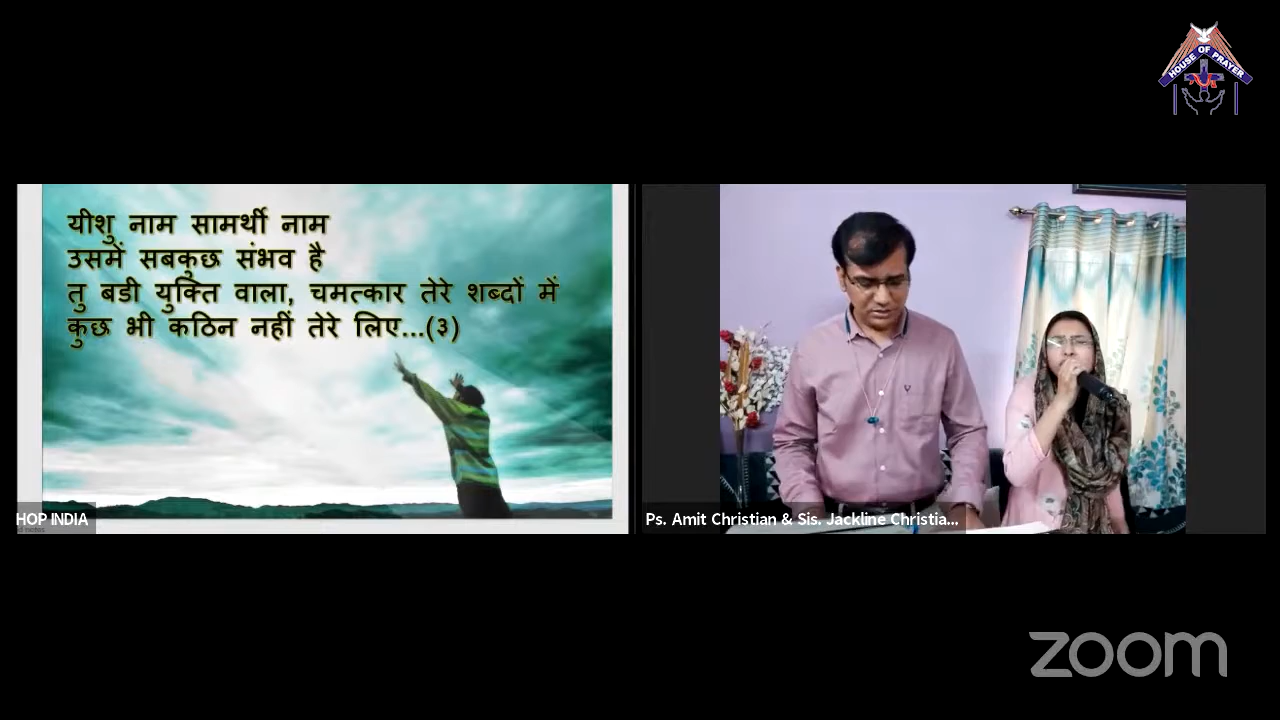 HOUSE OF PRAYER
यीशु नाम सामर्थी नाम
उसमें सबकुछ संभव है
तु बडी युक्ति वाला, चमत्कार तेरे शब्दों में
कुछ भी कठिन नहीं तेरे लिए...(३)
HOP INDIA
Ps. Amit Christian & Sis. Jackline Christia...
zoom